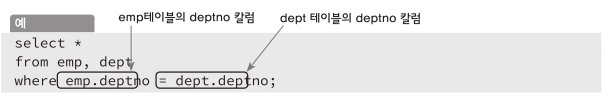 예
emp테이블의 deptno 칼럼
dept 테이블의 deptno 칼럼
select *
from emp, dept
where emp.deptno = dept.deptno;